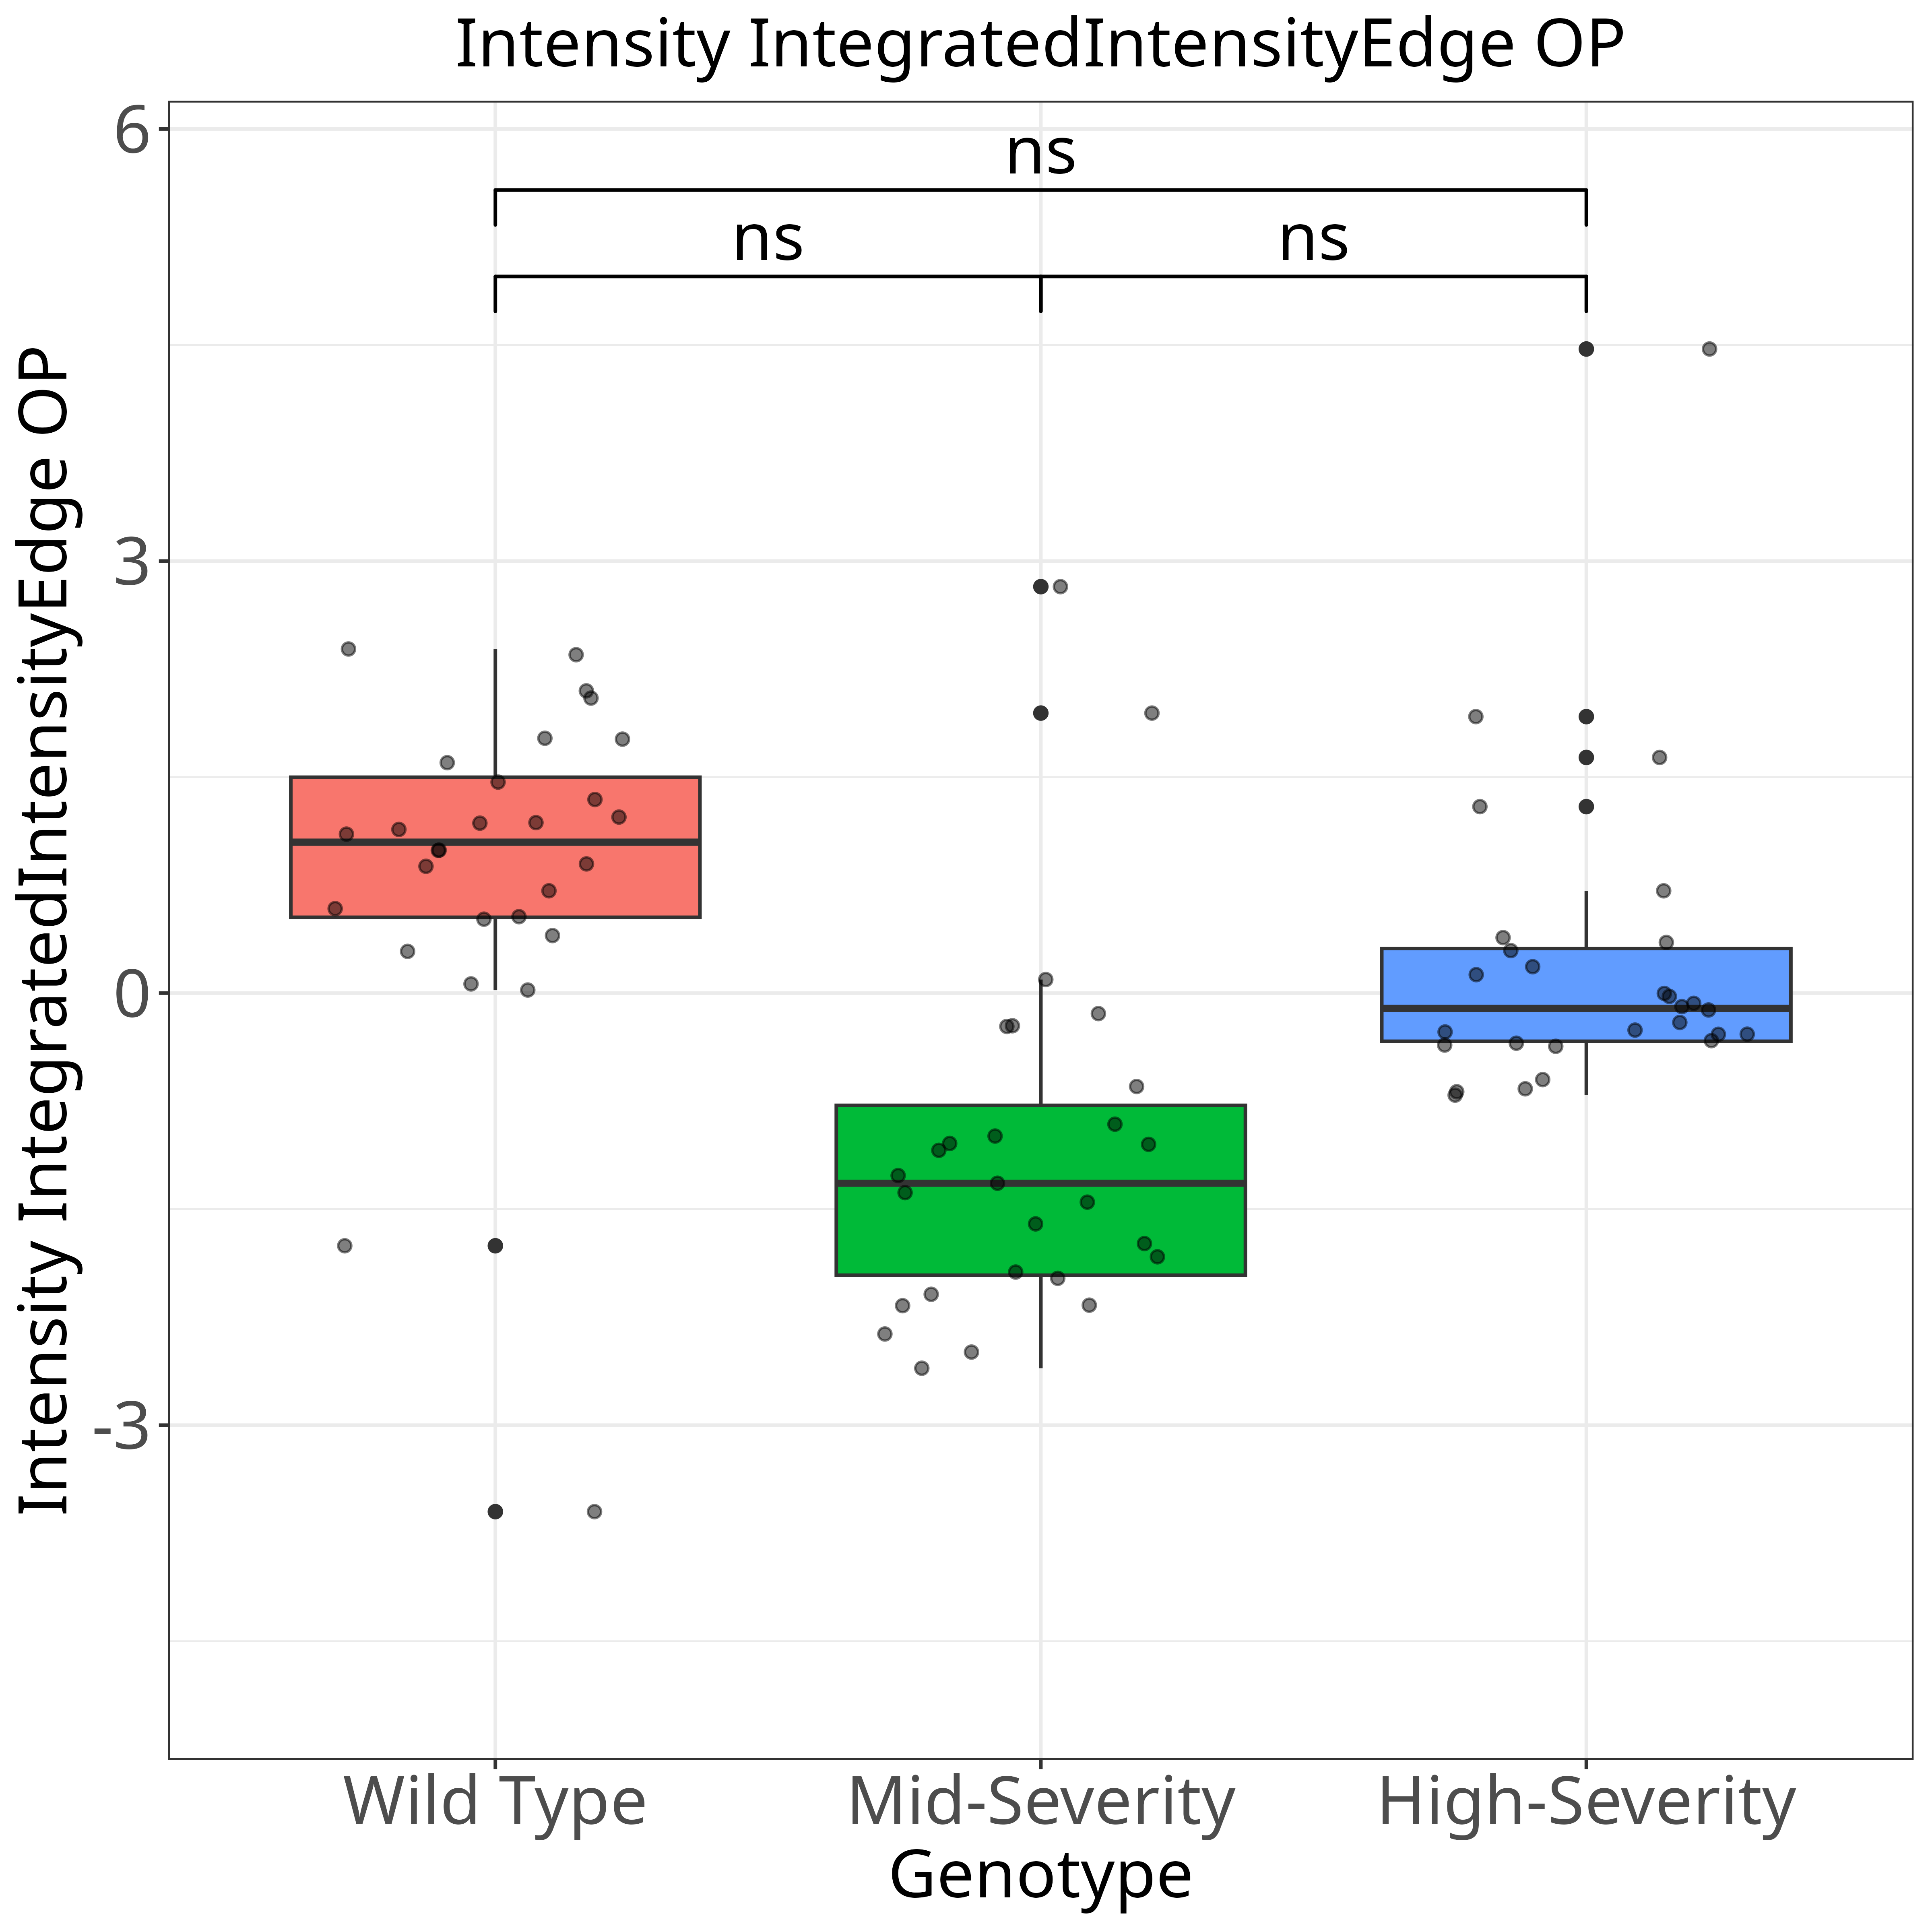 Intensity IntegratedIntensityEdge OP
Intensity IntegratedIntensityEdge OP
6
3
0
-3
ns
ns ns
Wild Type Mid-Severity High-Severity
Genotype